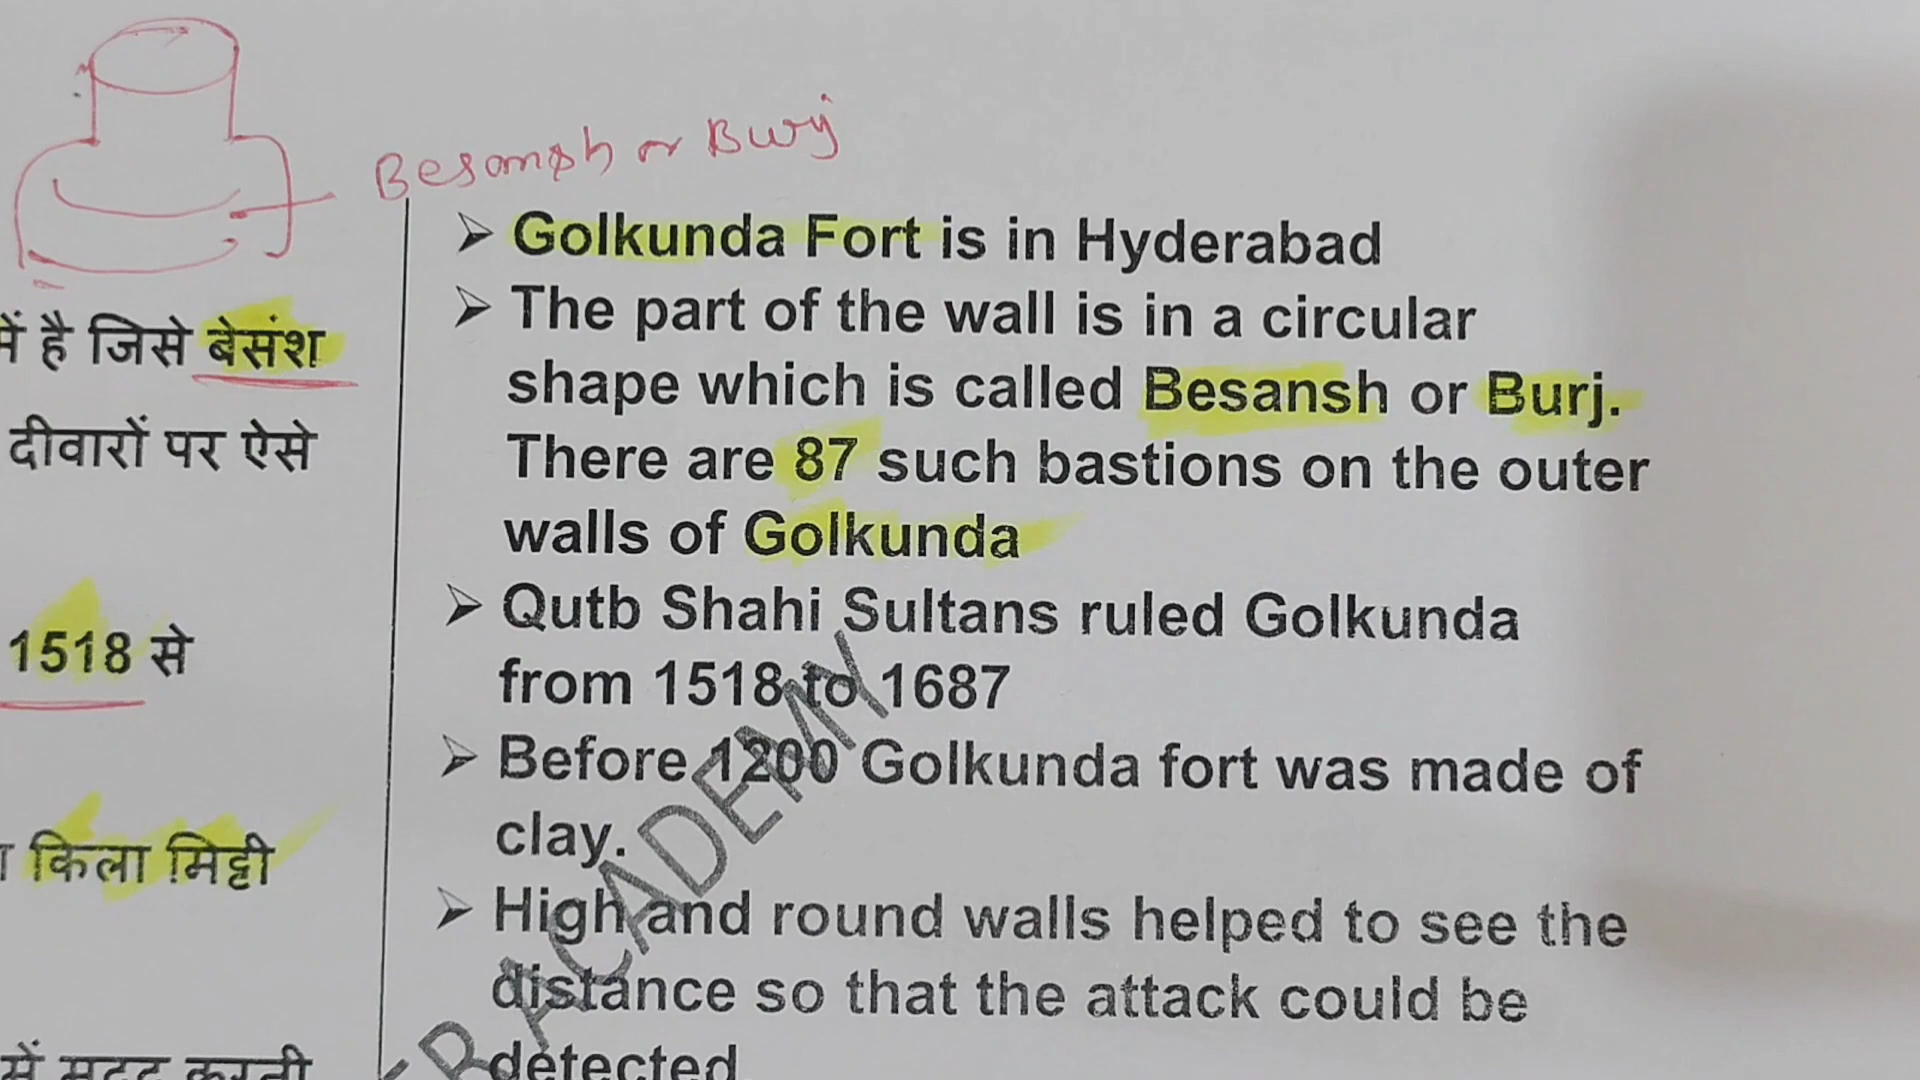 Besansh or Burj
में है जिसे बेसंश
दीवारों पर ऐसे
1518 से
किला मिट्टी
में मदद करती
➢ Golkunda Fort is in Hyderabad
➢ The part of the wall is in a circular
shape which is called Besansh or Burj.
There are 87 such bastions on the outer
walls of Golkunda
➢ Qutb Shahi Sultans ruled Golkunda
from 1518 to 1687
➢ Before 1200 Golkunda fort was made of
clay.
➢ High and round walls helped to see the
distance so that the attack could be
detected
ACADEMY